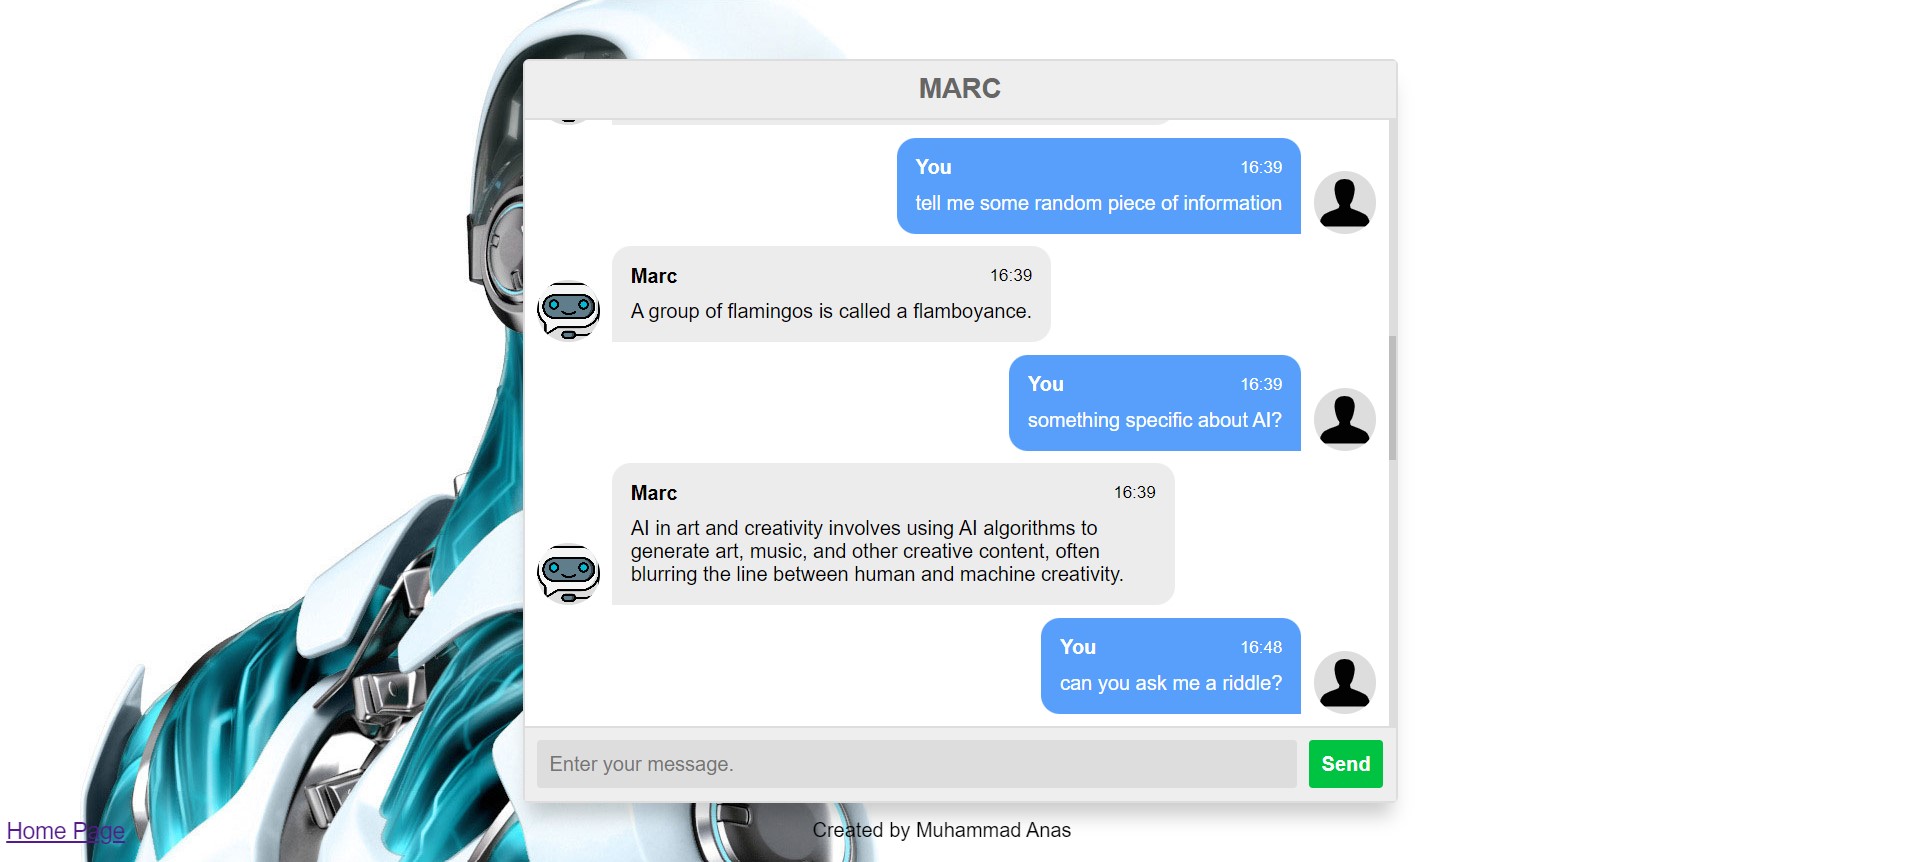 MARC
You 16:39
tell me some random piece of information
Marc 16:39
A group of flamingos is called a flamboyance.
You 16:39
something specific about AI?
Marc 16:39
AI in art and creativity involves using AI algorithms to
generate art, music, and other creative content, often
blurring the line between human and machine creativity.
You 16:48
can you ask me a riddle?
Enter your message.
Send
Home Page
Created by Muhammad Anas